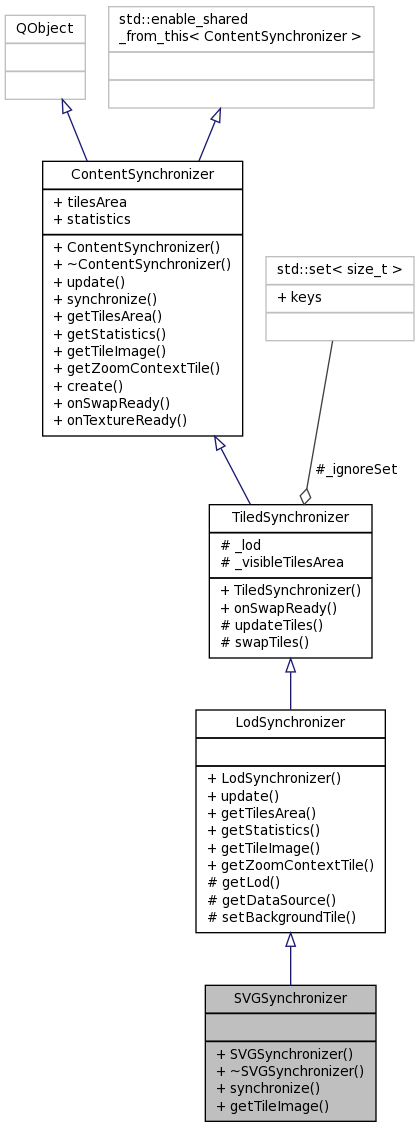 QObject
std::enable_shared
_from_this< ContentSynchronizer >
ContentSynchronizer
+ tilesArea
+ statistics
+ ContentSynchronizer()
+ ~ContentSynchronizer()
+ update()
+ synchronize()
+ getTilesArea()
+ getStatistics()
+ getTileImage()
+ getZoomContextTile()
+ create()
+ onSwapReady()
+ onTextureReady()
std::set< size_t >
+ keys
#_ignoreSet
TiledSynchronizer
# _lod
# _visibleTilesArea
+ TiledSynchronizer()
+ onSwapReady()
# updateTiles()
# swapTiles()
LodSynchronizer
+ LodSynchronizer()
+ update()
+ getTilesArea()
+ getStatistics()
+ getTileImage()
+ getZoomContextTile()
# getLod()
# getDataSource()
# setBackgroundTile()
SVGSynchronizer
+ SVGSynchronizer()
+ ~SVGSynchronizer()
+ synchronize()
+ getTileImage()